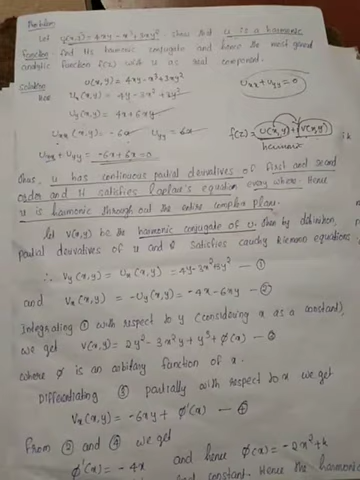 Problem
Let u(x,y) = 4xy - x³ + 3xy². show that u is a harmonic
function find its harmonic conjugate and hence the most general
analytic function f(z) with u as real component.
Solution
u(x,y) = 4xy - x³ + 3xy²
Here Ux(x,y) = 4y - 3x² + 3y²
Uxx + Uyy = 0
Uy(x,y) = 4x + 6xy
Uxx(x,y) = -6x Uyy = 6x
f(z) = U(x,y) + V(x,y)
Uxx + Uyy = -6x + 6x = 0
Thus, u has continuous partial derivatives of first and second
order and it satisfies Laplace's equation every where. Hence
u is harmonic through out the entire complex plane.
Let V(x,y) be the harmonic conjugate of u. then by definition,
partial derivatives of u and v satisfies cauchy Riemann equations
∴ Vy(x,y) = Ux(x,y) = 4y - 3x² + 3y² — ①
and Vx(x,y) = -Uy(x,y) = -4x - 6xy — ②
Integrating ① with respect to y (considering x as a constant),
we get V(x,y) = 2y² - 3x²y + y³ + φ(x) — ③
where φ is an arbitary function of x.
Differentiating ③ partially with respect to x we get
Vx(x,y) = -6xy + φ'(x) — ④
From ② and ④ we get
φ'(x) = -4x and hence φ(x) = -2x² + k
constant. Hence the harmonic